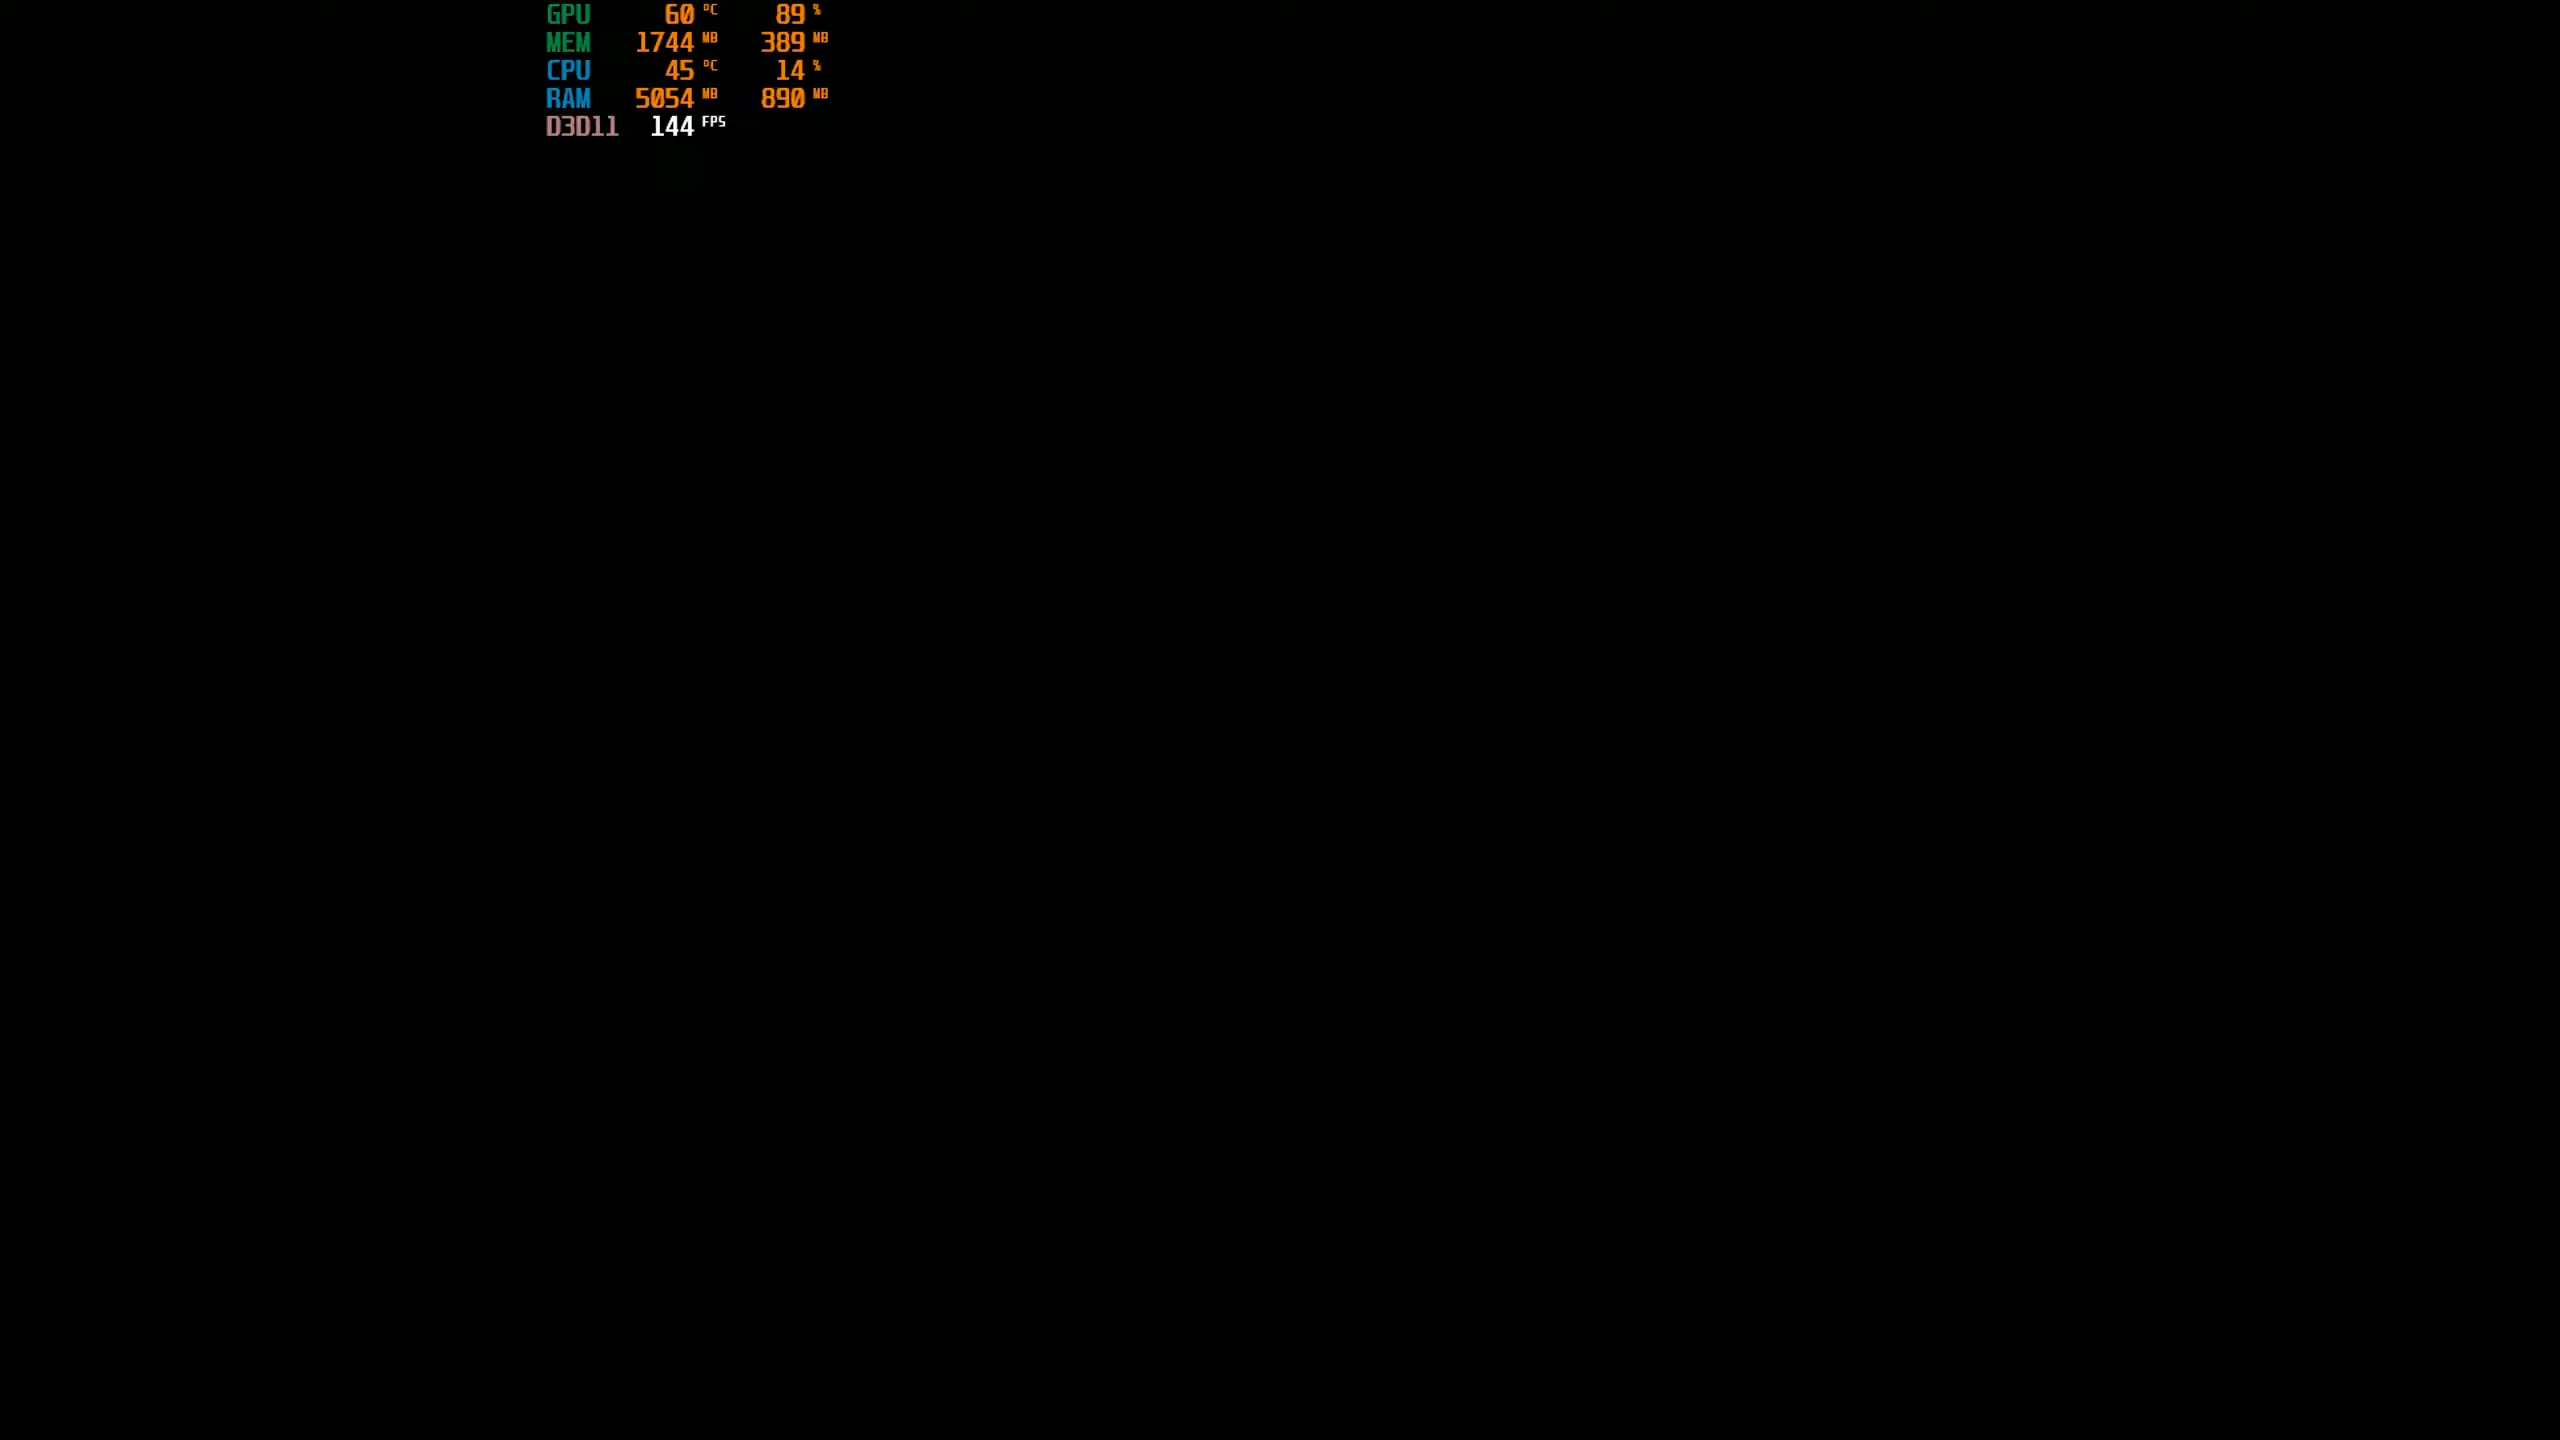 GPU 60 °C 89 %
MEM 1744 MB 389 MB
CPU 45 °C 14 %
RAM 5054 MB 890 MB
D3D11 144 FPS